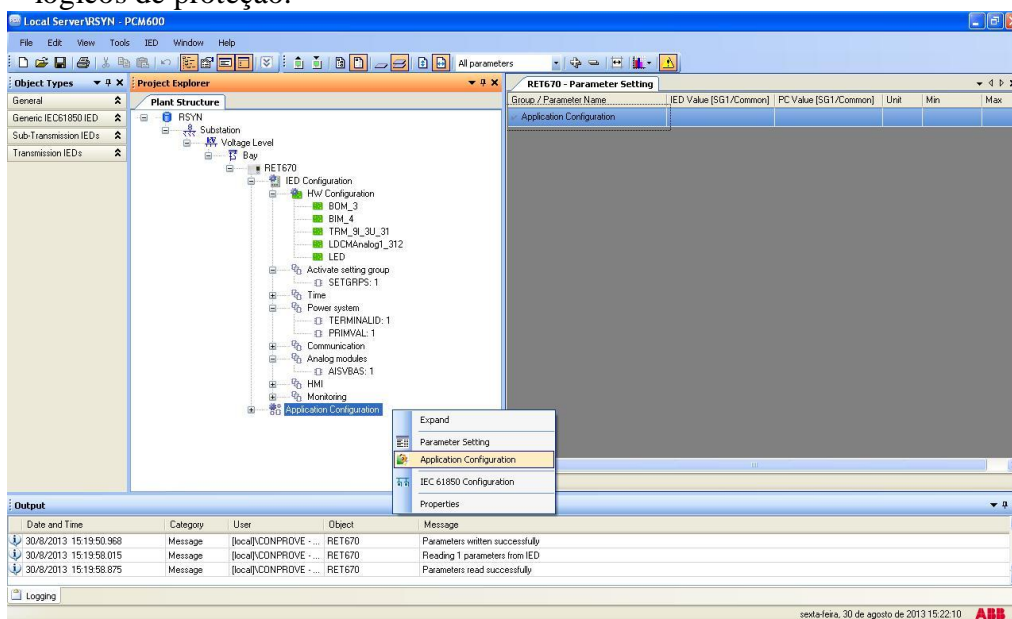 lógicos de proteção.
Local Server\RSYN - PCM600
File Edit View Tools IED Window Help
All parameters
Object Types
General
Generic IEC61850 IED
Sub-Transmission IEDs
Transmission IEDs
Project Explorer
Plant Structure
RSYN
Substation
Voltage Level
Bay
RET670
IED Configuration
HW Configuration
BOM_3
BIM_4
TRM_9I_3U_31
LDCMAnalog1_312
LED
Activate setting group
SETGRPS: 1
Time
Power system
TERMINALID: 1
PRIMVAL: 1
Communication
Analog modules
AISVBAS: 1
HMI
Monitoring
Application Configuration
Expand
Parameter Setting
Application Configuration
IEC 61850 Configuration
Properties
RET670 - Parameter Setting
Group / Parameter Name IED Value [SG1/Common] PC Value [SG1/Common] Unit Min Max
Application Configuration
Output
Date and Time Category User Object Message
30/8/2013 15:19:50.968 Message [local]\CONPROVE - ... RET670 Parameters written successfully
30/8/2013 15:19:58.015 Message [local]\CONPROVE - ... RET670 Reading 1 parameters from IED
30/8/2013 15:19:58.875 Message [local]\CONPROVE - ... RET670 Parameters read successfully
Logging
sexta-feira, 30 de agosto de 2013 15:22:10 ABB